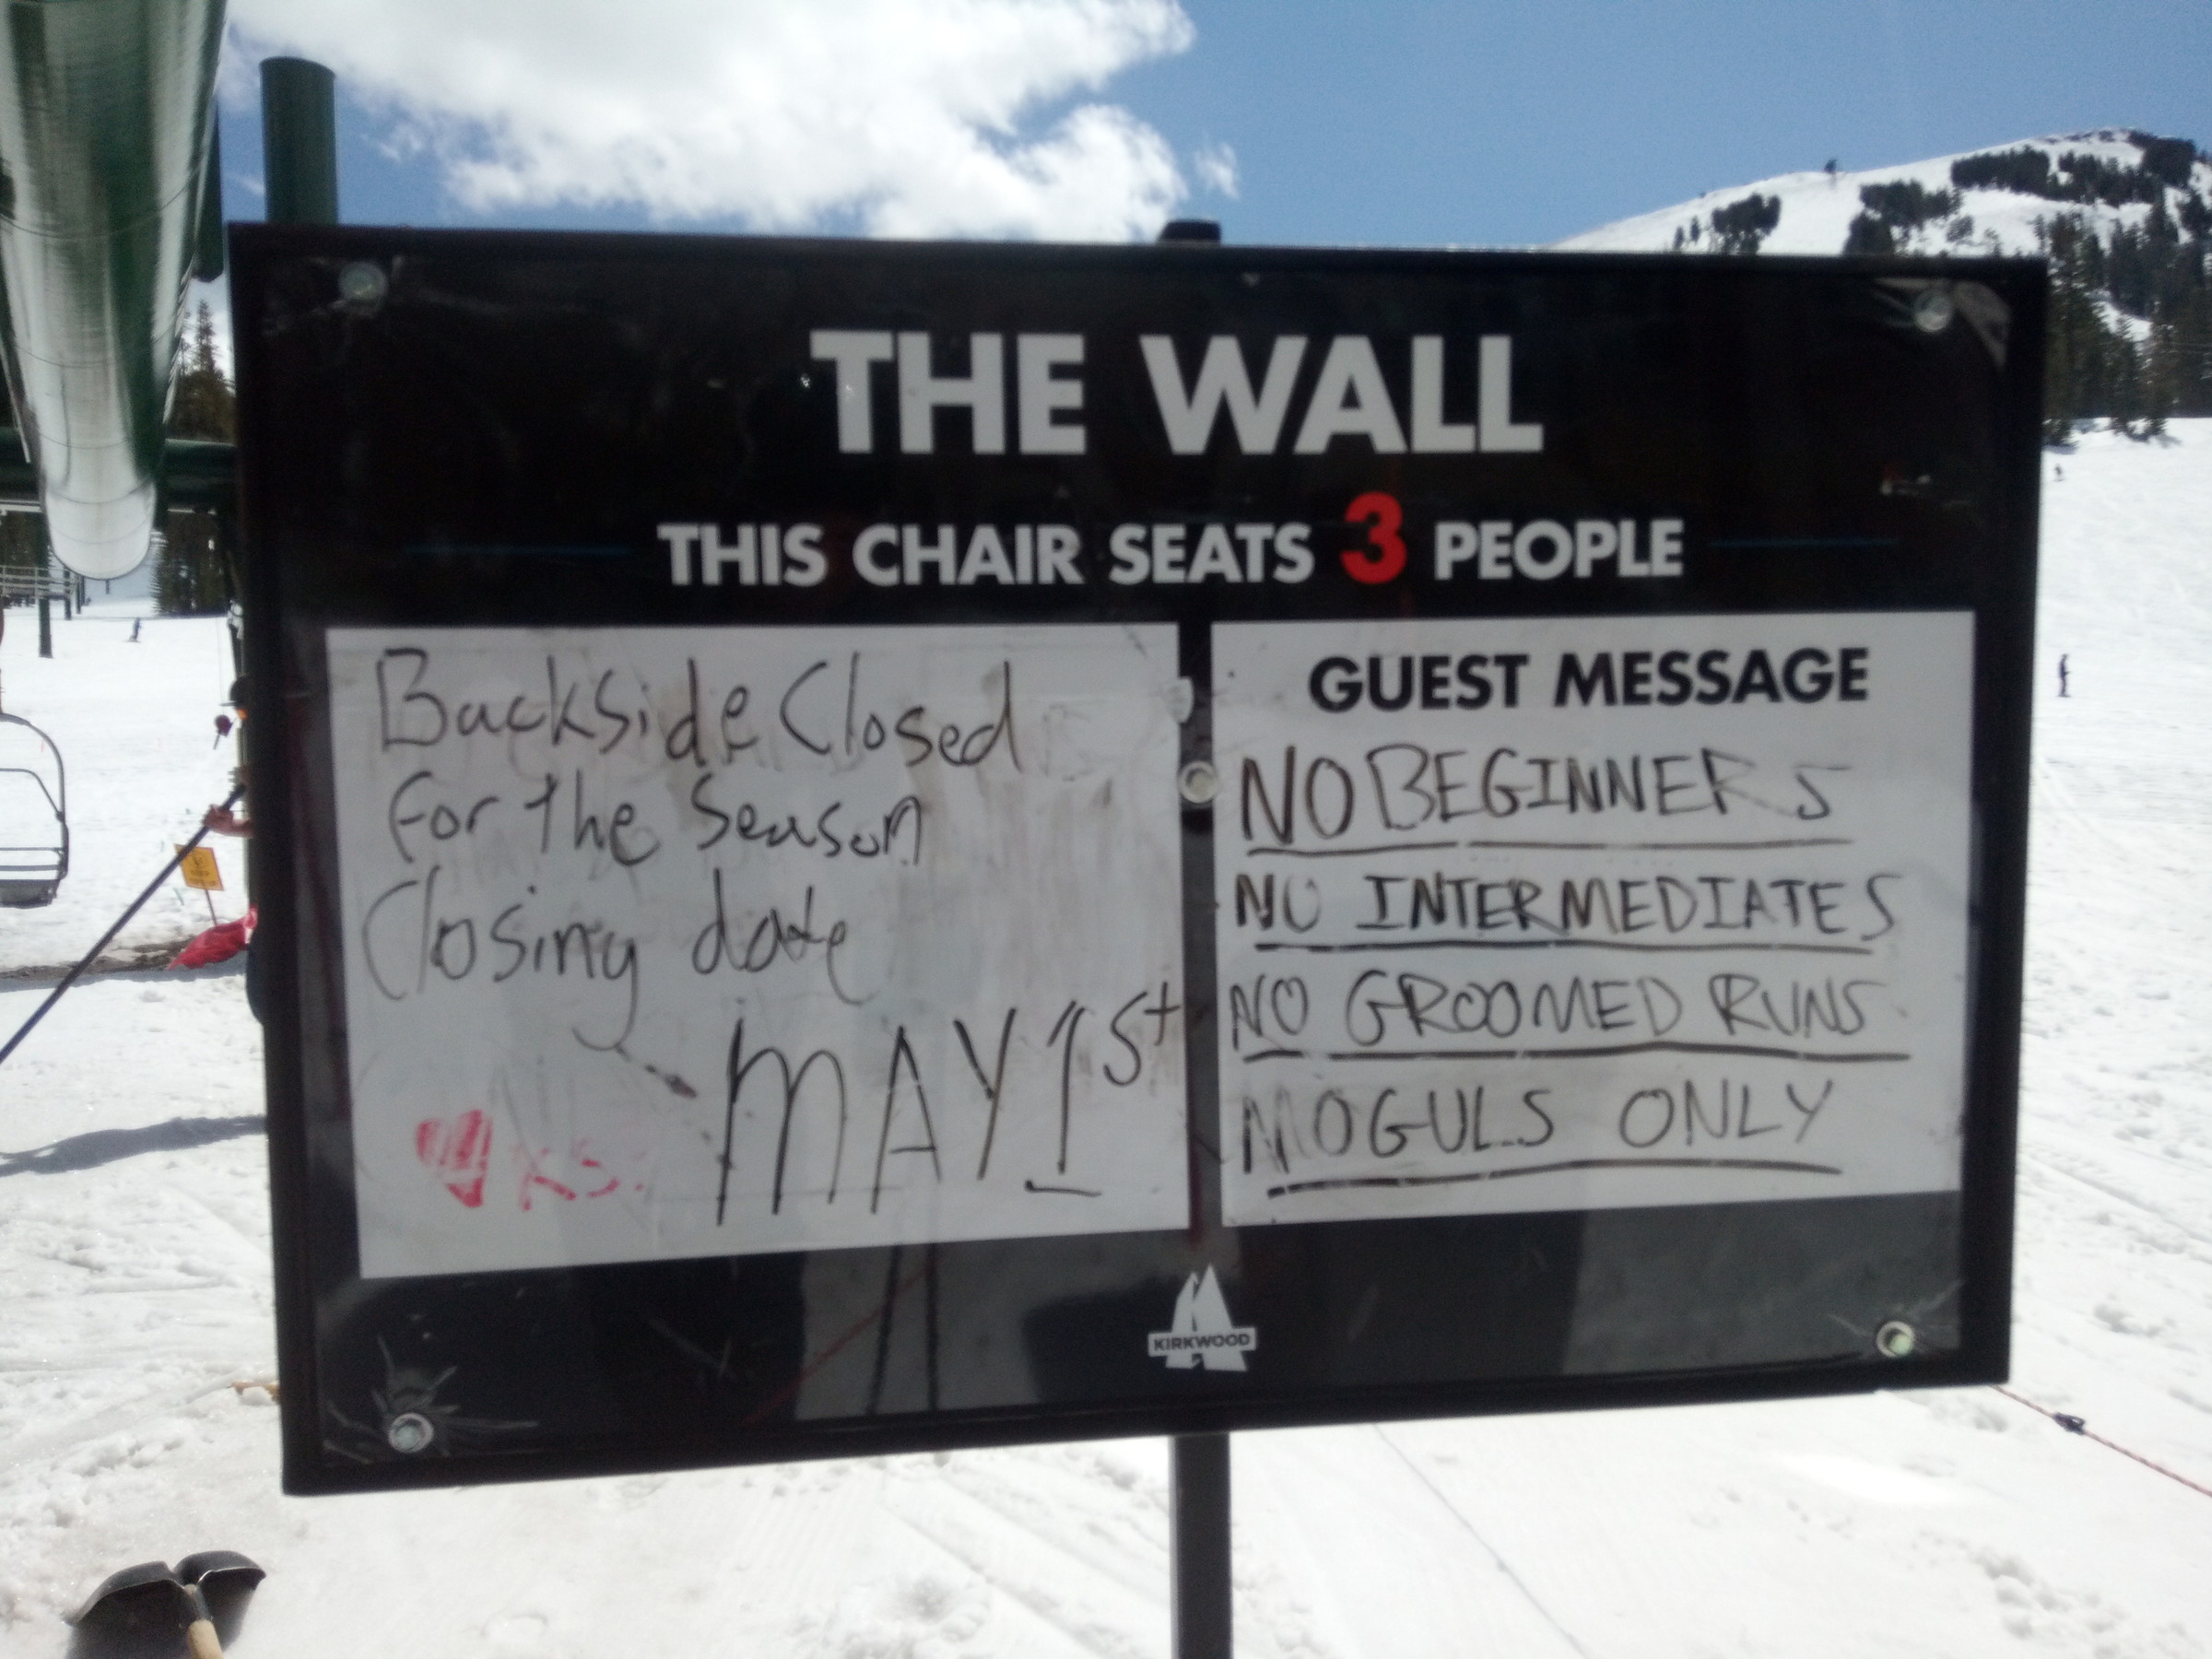 THE WALL
THIS CHAIR SEATS 3 PEOPLE
Backside Closed
For the Season
Closing date
MAY 1st
KS.
GUEST MESSAGE
NO BEGINNERS
NO INTERMEDIATES
NO GROOMED RUNS
MOGULS ONLY
KIRKWOOD